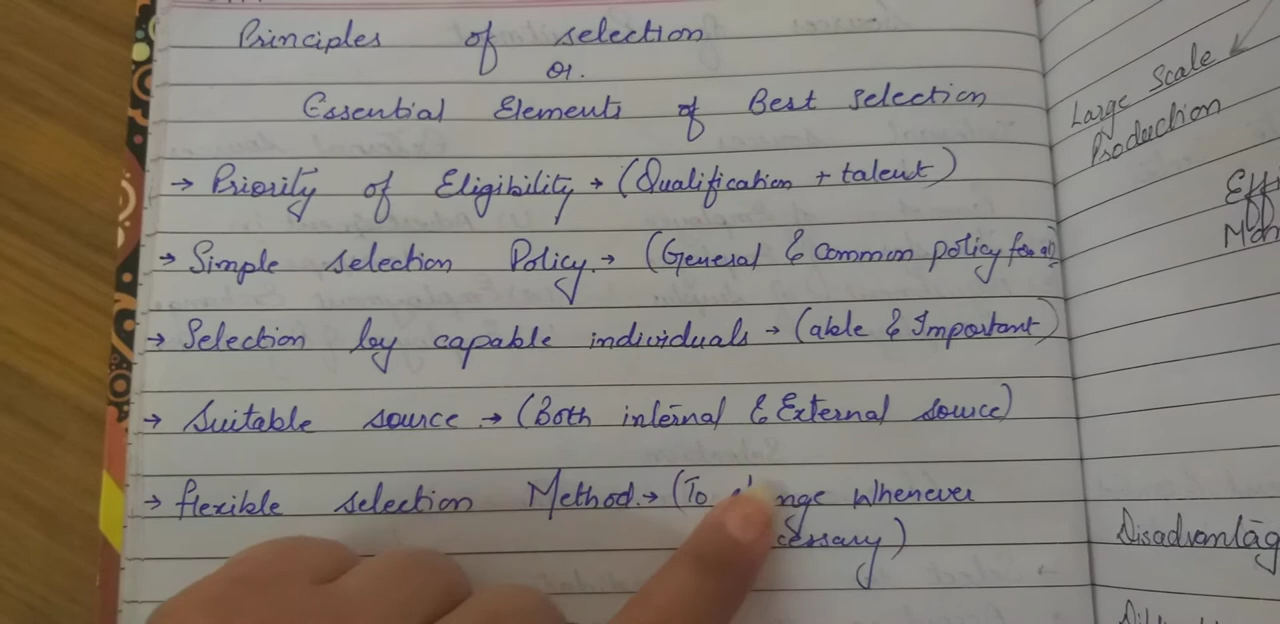 Principles of selection
or.
Essential Elements of Best selection
→ Priority of Eligibility → (Qualification + talent)
→ Simple selection Policy. → (General & Common policy for all)
→ Selection by capable individuals → (able & Important)
→ Suitable source → (Both internal & External source)
→ flexible selection Method. → (To Whenever
)
Large Scale
Production